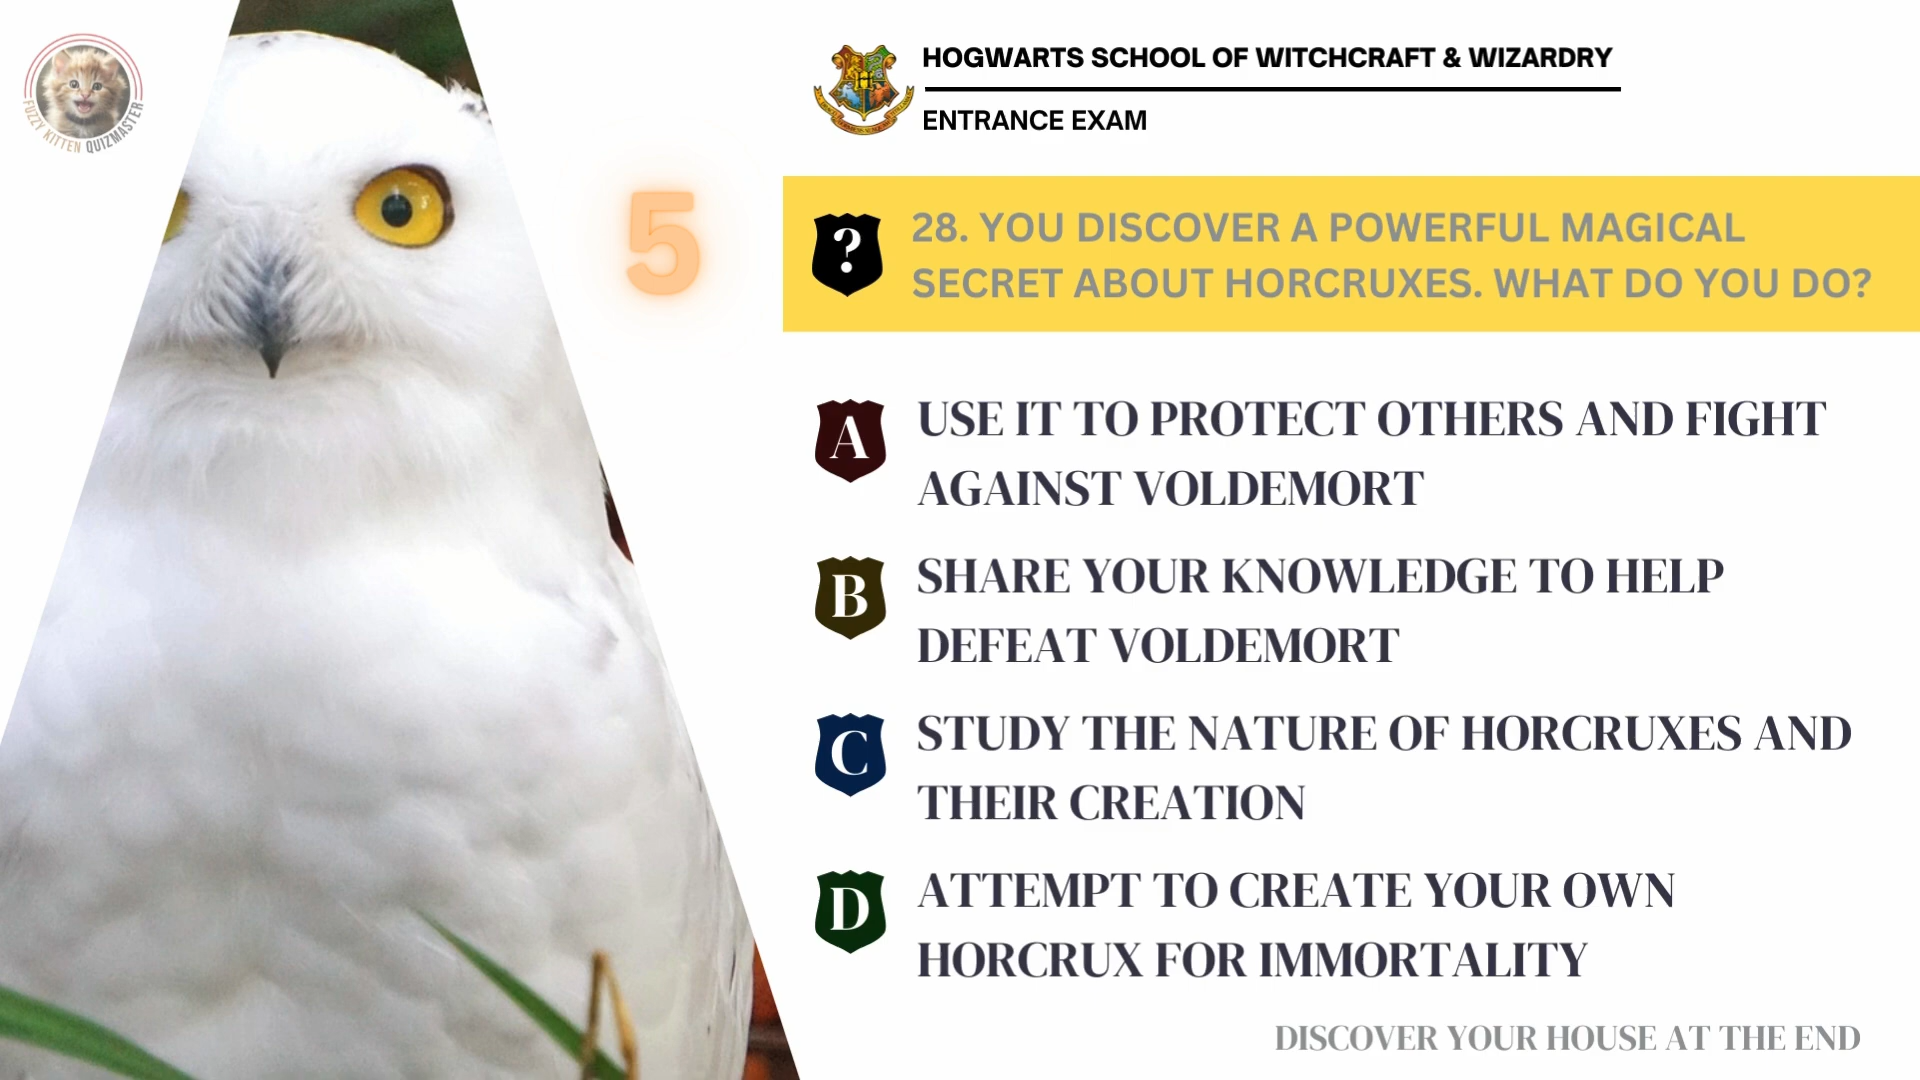 FUZZY KITTEN QUIZMASTER
HOGWARTS SCHOOL OF WITCHCRAFT & WIZARDRY
ENTRANCE EXAM
5
?
28. YOU DISCOVER A POWERFUL MAGICAL
SECRET ABOUT HORCRUXES. WHAT DO YOU DO?
A
USE IT TO PROTECT OTHERS AND FIGHT
AGAINST VOLDEMORT
B
SHARE YOUR KNOWLEDGE TO HELP
DEFEAT VOLDEMORT
C
STUDY THE NATURE OF HORCRUXES AND
THEIR CREATION
D
ATTEMPT TO CREATE YOUR OWN
HORCRUX FOR IMMORTALITY
DISCOVER YOUR HOUSE AT THE END